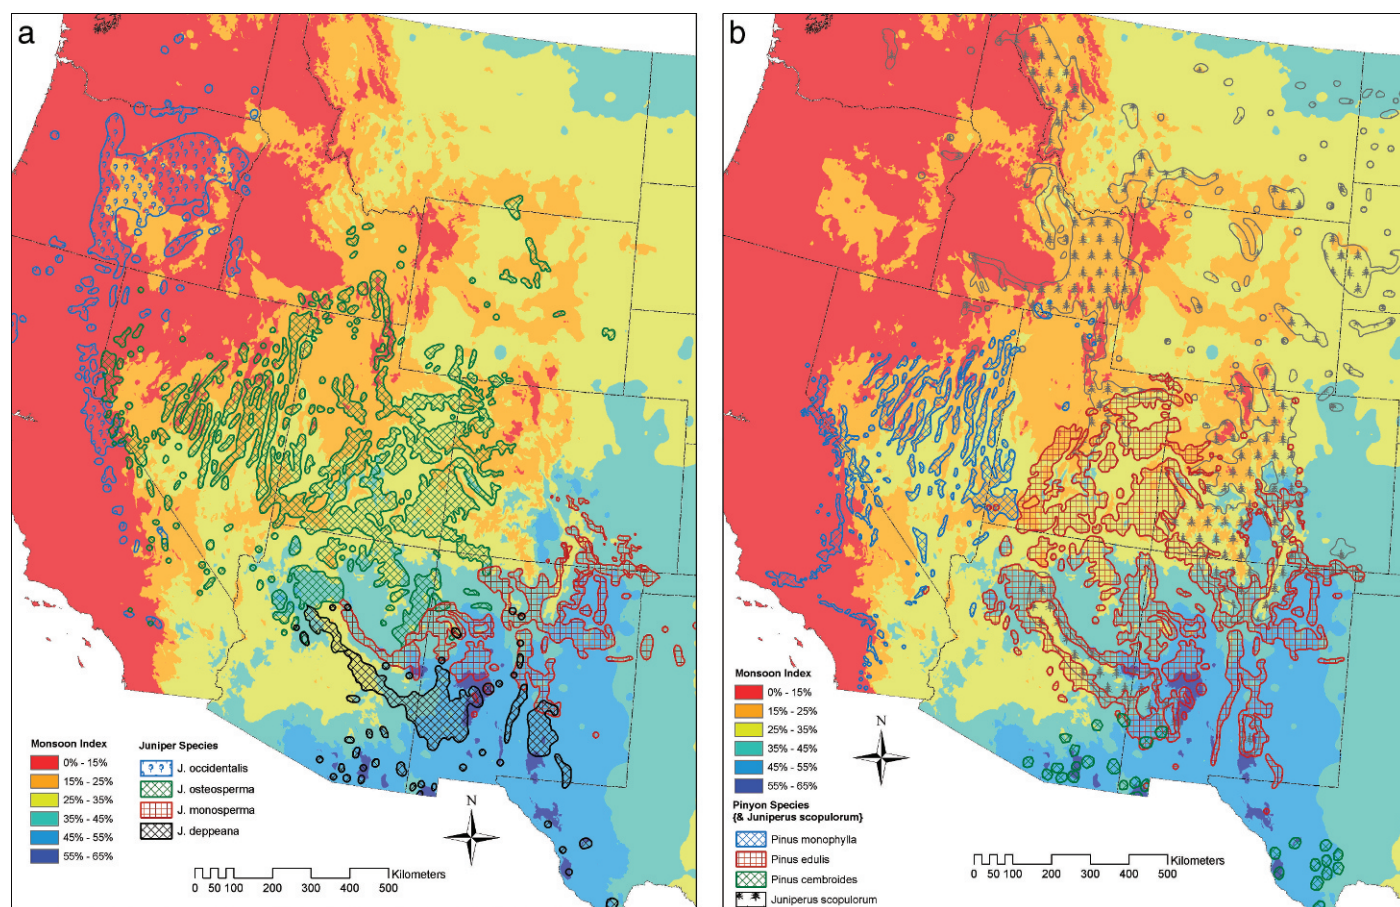 a
Monsoon Index
0% - 15%
15% - 25%
25% - 35%
35% - 45%
45% - 55%
55% - 65%
Juniper Species
J. occidentalis
J. osteosperma
J. monosperma
J. deppeana
N
0 50 100 200 300 400 500
Kilometers
b
Monsoon Index
0% - 15%
15% - 25%
25% - 35%
35% - 45%
45% - 55%
55% - 65%
N
Pinyon Species
{& Juniperus scopulorum}
Pinus monophylla
Pinus edulis
Pinus cembroides
Juniperus scopulorum
0 50 100 200 300 400 500
Kilometers